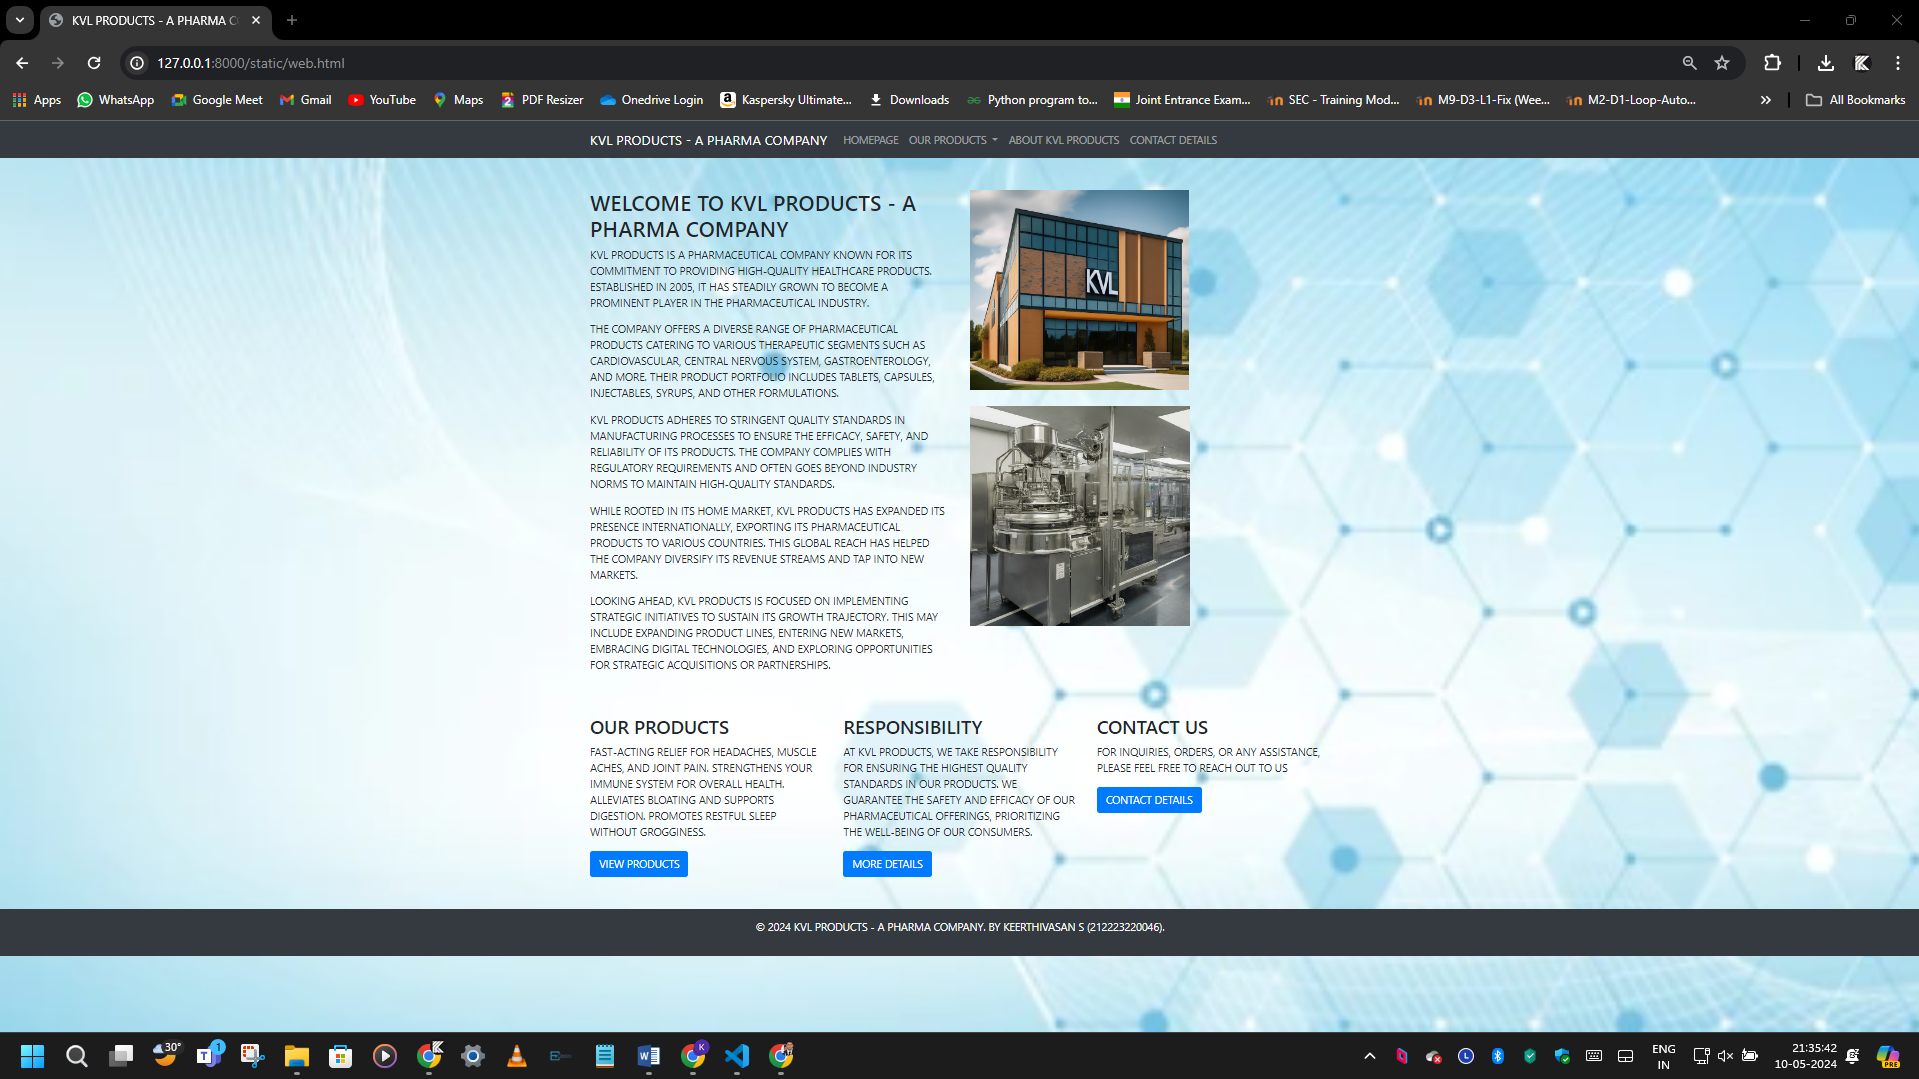 KVL PRODUCTS - A PHARMA C
127.0.0.1:8000/static/web.html
Apps WhatsApp Google Meet Gmail YouTube Maps PDF Resizer Onedrive Login Kaspersky Ultimate... Downloads Python program to... Joint Entrance Exam... SEC - Training Mod... M9-D3-L1-Fix (Wee... M2-D1-Loop-Auto... All Bookmarks
KVL PRODUCTS - A PHARMA COMPANY HOMEPAGE OUR PRODUCTS ABOUT KVL PRODUCTS CONTACT DETAILS
WELCOME TO KVL PRODUCTS - A
PHARMA COMPANY
KVL PRODUCTS IS A PHARMACEUTICAL COMPANY KNOWN FOR ITS
COMMITMENT TO PROVIDING HIGH-QUALITY HEALTHCARE PRODUCTS.
ESTABLISHED IN 2005, IT HAS STEADILY GROWN TO BECOME A
PROMINENT PLAYER IN THE PHARMACEUTICAL INDUSTRY.
THE COMPANY OFFERS A DIVERSE RANGE OF PHARMACEUTICAL
PRODUCTS CATERING TO VARIOUS THERAPEUTIC SEGMENTS SUCH AS
CARDIOVASCULAR, CENTRAL NERVOUS SYSTEM, GASTROENTEROLOGY,
AND MORE. THEIR PRODUCT PORTFOLIO INCLUDES TABLETS, CAPSULES,
INJECTABLES, SYRUPS, AND OTHER FORMULATIONS.
KVL PRODUCTS ADHERES TO STRINGENT QUALITY STANDARDS IN
MANUFACTURING PROCESSES TO ENSURE THE EFFICACY, SAFETY, AND
RELIABILITY OF ITS PRODUCTS. THE COMPANY COMPLIES WITH
REGULATORY REQUIREMENTS AND OFTEN GOES BEYOND INDUSTRY
NORMS TO MAINTAIN HIGH-QUALITY STANDARDS.
WHILE ROOTED IN ITS HOME MARKET, KVL PRODUCTS HAS EXPANDED ITS
PRESENCE INTERNATIONALLY, EXPORTING ITS PHARMACEUTICAL
PRODUCTS TO VARIOUS COUNTRIES. THIS GLOBAL REACH HAS HELPED
THE COMPANY DIVERSIFY ITS REVENUE STREAMS AND TAP INTO NEW
MARKETS.
LOOKING AHEAD, KVL PRODUCTS IS FOCUSED ON IMPLEMENTING
STRATEGIC INITIATIVES TO SUSTAIN ITS GROWTH TRAJECTORY. THIS MAY
INCLUDE EXPANDING PRODUCT LINES, ENTERING NEW MARKETS,
EMBRACING DIGITAL TECHNOLOGIES, AND EXPLORING OPPORTUNITIES
FOR STRATEGIC ACQUISITIONS OR PARTNERSHIPS.
KVL
OUR PRODUCTS
FAST-ACTING RELIEF FOR HEADACHES, MUSCLE
ACHES, AND JOINT PAIN. STRENGTHENS YOUR
IMMUNE SYSTEM FOR OVERALL HEALTH.
ALLEVIATES BLOATING AND SUPPORTS
DIGESTION. PROMOTES RESTFUL SLEEP
WITHOUT GROGGINESS.
VIEW PRODUCTS
RESPONSIBILITY
AT KVL PRODUCTS, WE TAKE RESPONSIBILITY
FOR ENSURING THE HIGHEST QUALITY
STANDARDS IN OUR PRODUCTS. WE
GUARANTEE THE SAFETY AND EFFICACY OF OUR
PHARMACEUTICAL OFFERINGS, PRIORITIZING
THE WELL-BEING OF OUR CONSUMERS.
MORE DETAILS
CONTACT US
FOR INQUIRIES, ORDERS, OR ANY ASSISTANCE,
PLEASE FEEL FREE TO REACH OUT TO US
CONTACT DETAILS
© 2024 KVL PRODUCTS - A PHARMA COMPANY. BY KEERTHIVASAN S (212223220046).
30°
1
K
ENG
IN
21:35:42
10-05-2024
PRE